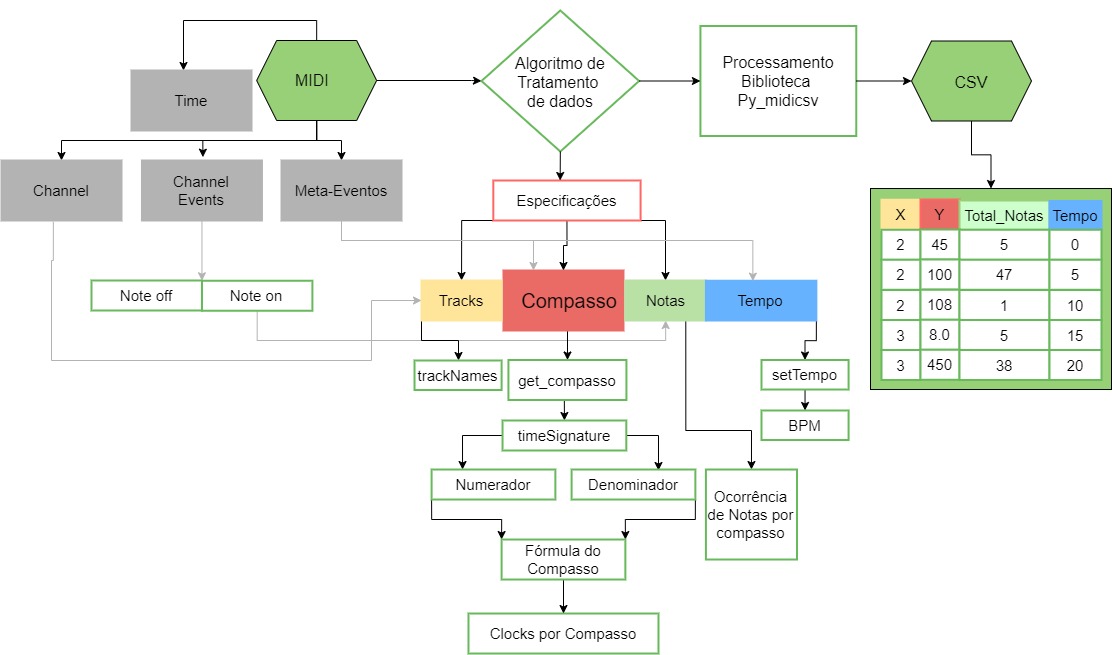 MIDI
Time
Algoritmo de
Tratamento
de dados
Processamento
Biblioteca
Py_midicsv
CSV
Channel
Channel
Events
Meta-Eventos
Especificações
Note off
Note on
Tracks
Compasso
Notas
Tempo
trackNames
get_compasso
setTempo
timeSignature
BPM
Numerador
Denominador
Ocorrência
de Notas por
compasso
Fórmula do
Compasso
Clocks por Compasso
X Y Total_Notas Tempo
2 45 5 0
2 100 47 5
2 108 1 10
3 8.0 5 15
3 450 38 20